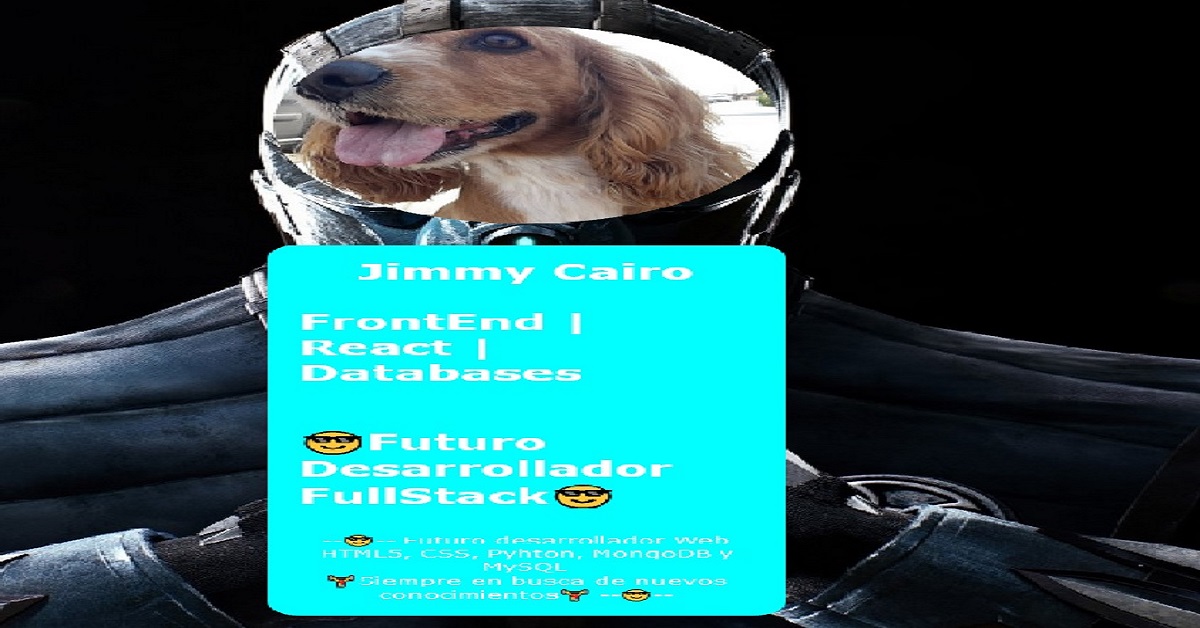 Jimmy Cairo
FrontEnd |
React |
Databases
😎Futuro
Desarrollador
FullStack😎
--😎-- Futuro desarrollador Web
HTML5, CSS, Pyhton, MongoDB y
MySQL
Siempre en busca de nuevos
conocimientos --😎--